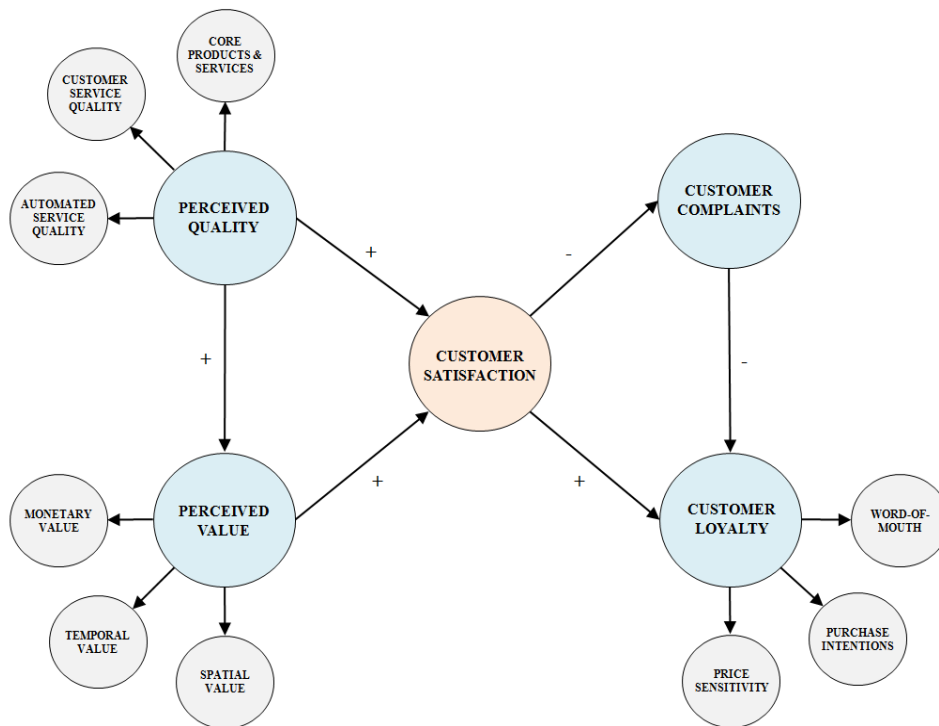 CORE
PRODUCTS &
SERVICES
CUSTOMER
SERVICE
QUALITY
AUTOMATED
SERVICE
QUALITY
PERCEIVED
QUALITY
CUSTOMER
COMPLAINTS
+
-
+
CUSTOMER
SATISFACTION
-
+
+
MONETARY
VALUE
PERCEIVED
VALUE
CUSTOMER
LOYALTY
WORD-OF-
MOUTH
TEMPORAL
VALUE
SPATIAL
VALUE
PURCHASE
INTENTIONS
PRICE
SENSITIVITY